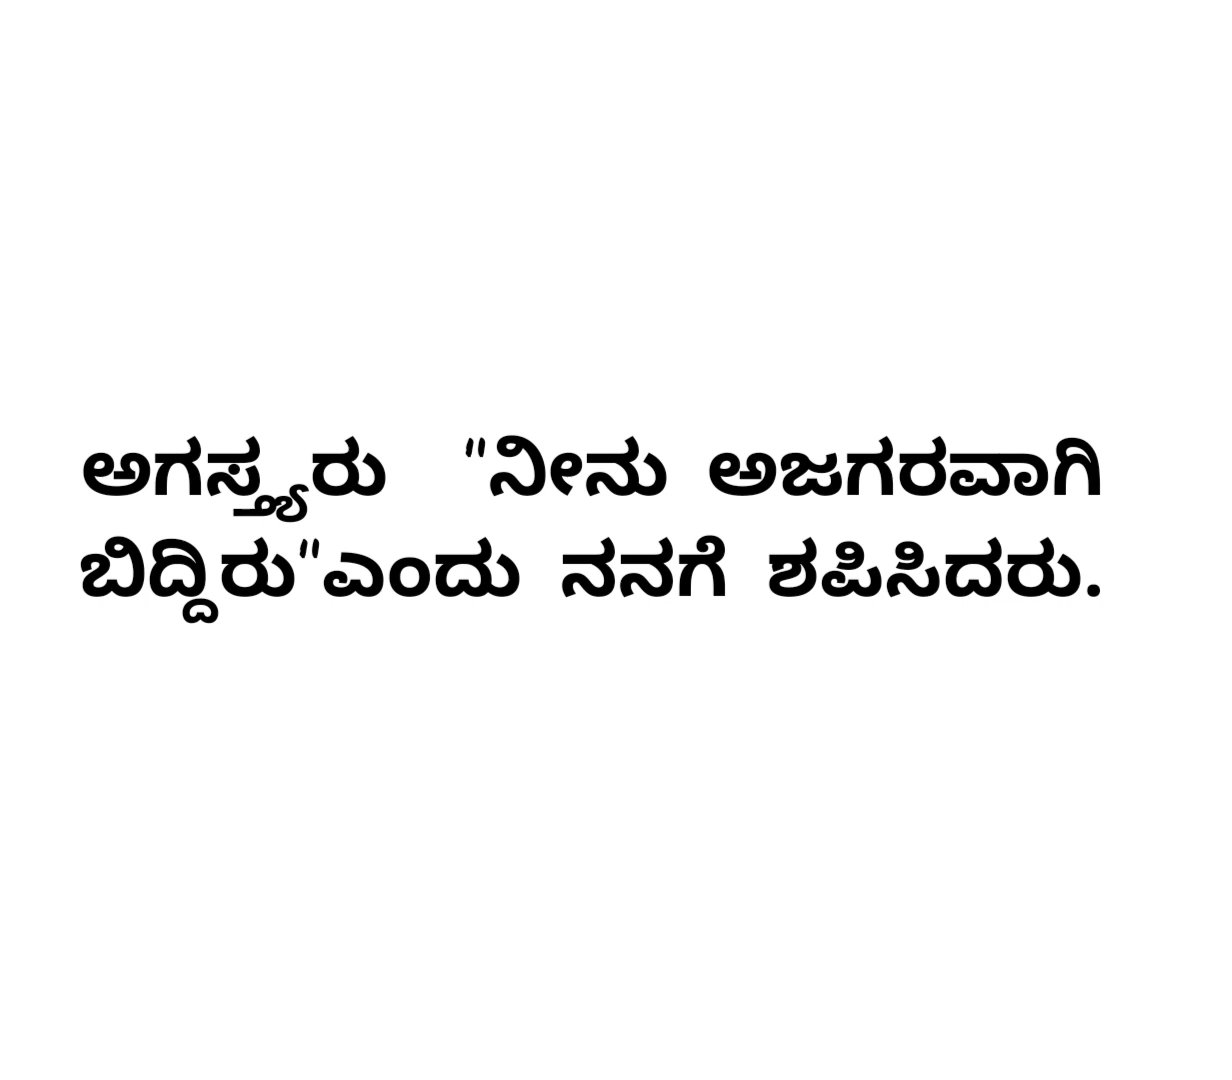 ಅಗಸ್ತ್ಯರು "ನೀನು ಅಜಗರವಾಗಿ
ಬಿದ್ದಿರು"ಎಂದು ನನಗೆ ಶಪಿಸಿದರು.